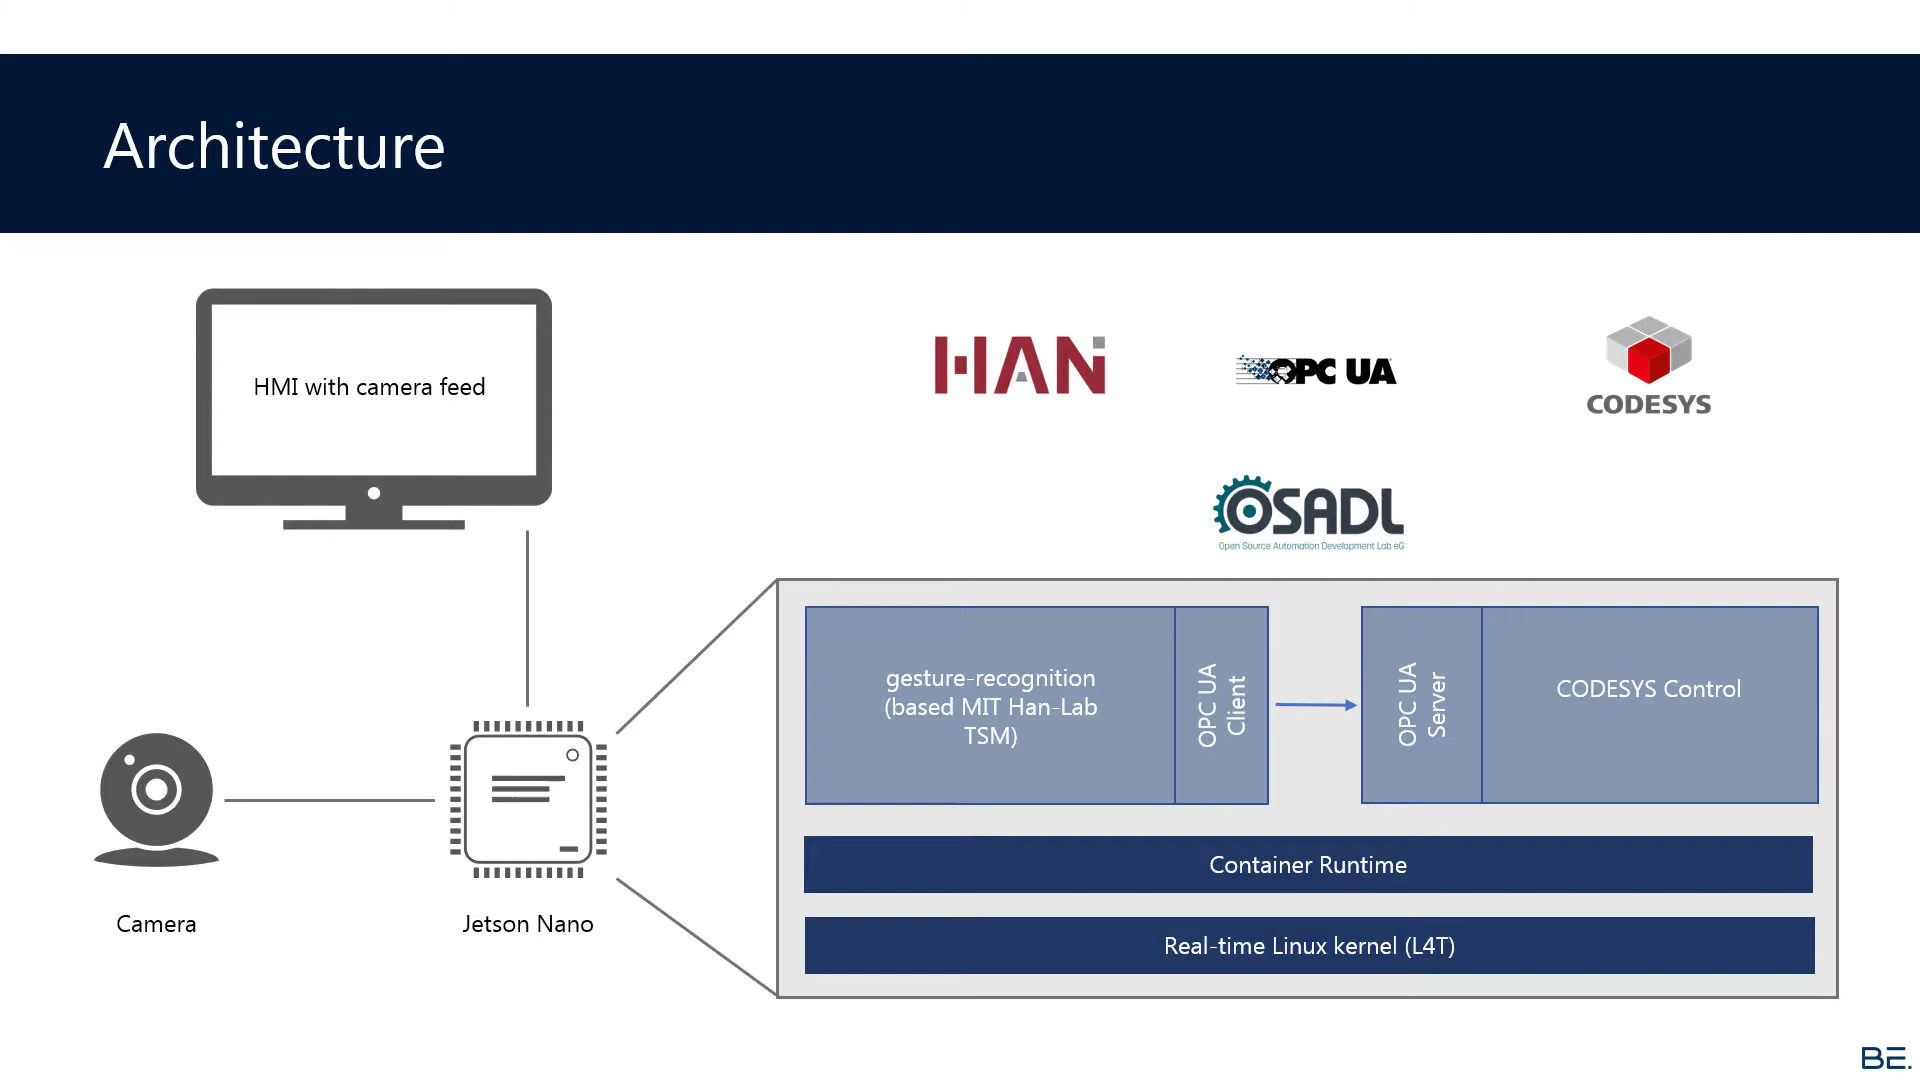 Architecture
HMI with camera feed
HAN
OPC UA
CODESYS
OSADL
Open Source Automation Development Lab eG
gesture-recognition
(based MIT Han-Lab
TSM)
OPC UA
Client
OPC UA
Server
CODESYS Control
Container Runtime
Real-time Linux kernel (L4T)
Camera
Jetson Nano
BE.